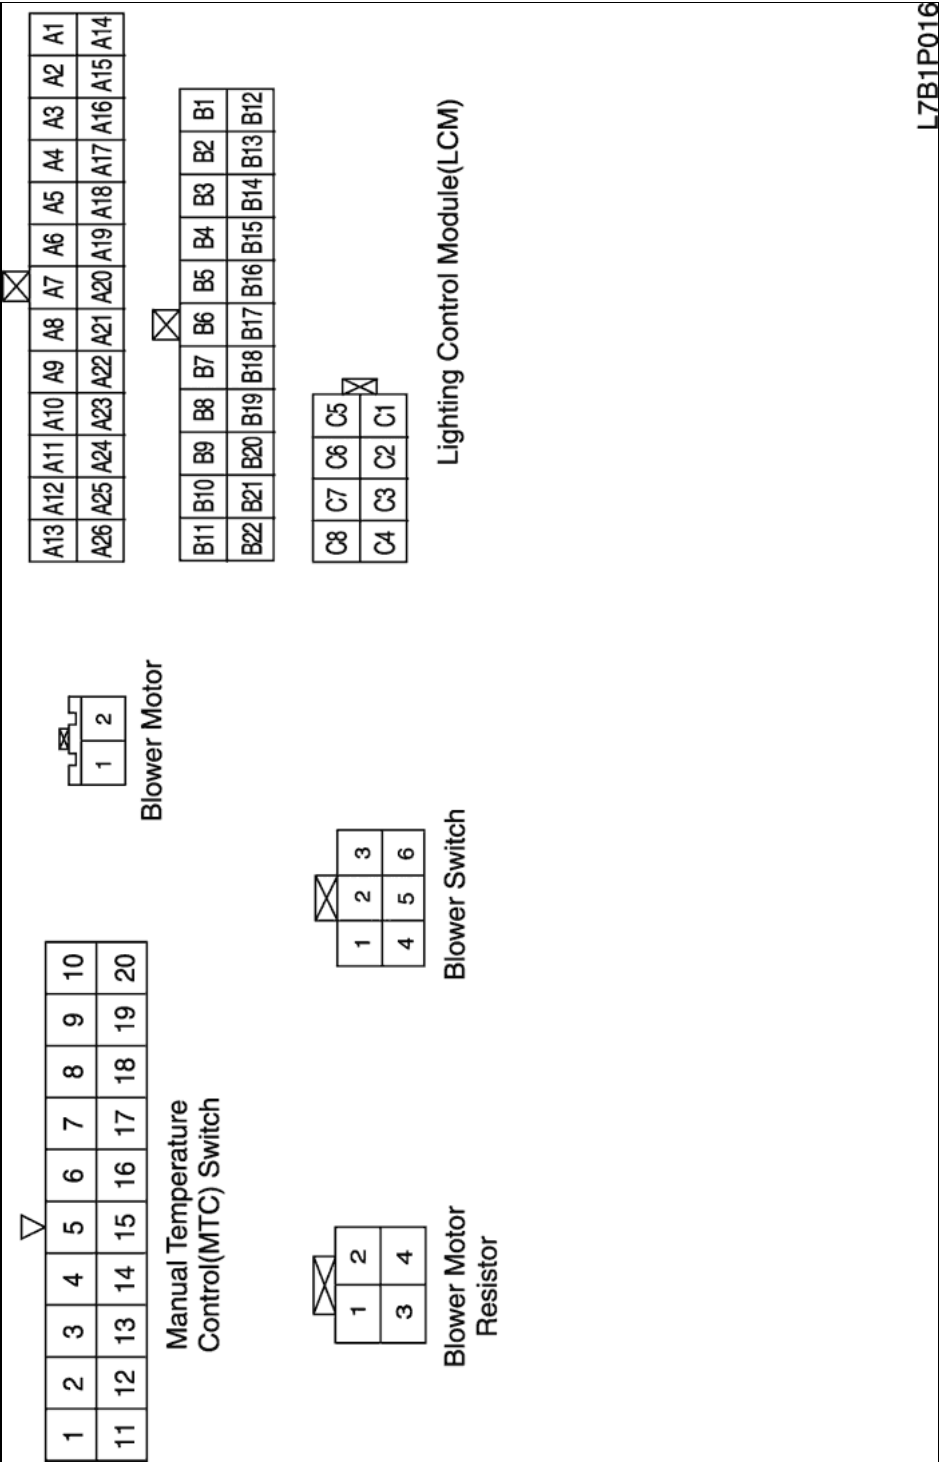 1 2 3 4 5 6 7 8 9 10
11 12 13 14 15 16 17 18 19 20
Manual Temperature
Control(MTC) Switch
1 2
Blower Motor
A13 A12 A11 A10 A9 A8 A7 A6 A5 A4 A3 A2 A1
A26 A25 A24 A23 A22 A21 A20 A19 A18 A17 A16 A15 A14
B11 B10 B9 B8 B7 B6 B5 B4 B3 B2 B1
B22 B21 B20 B19 B18 B17 B16 B15 B14 B13 B12
C8 C7 C6 C5
C4 C3 C2 C1
Lighting Control Module(LCM)
1 2
3 4
Blower Motor
Resistor
1 2 3
4 5 6
Blower Switch
L7B1P016